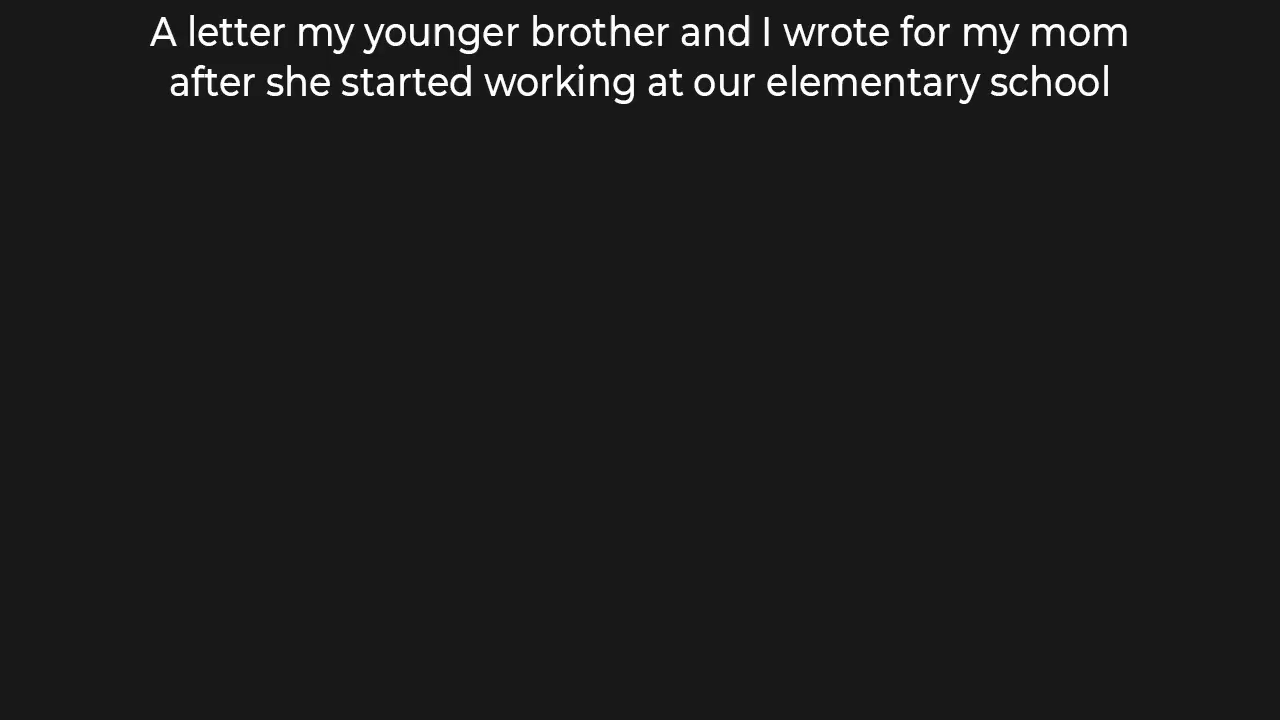 A letter my younger brother and I wrote for my mom
after she started working at our elementary school